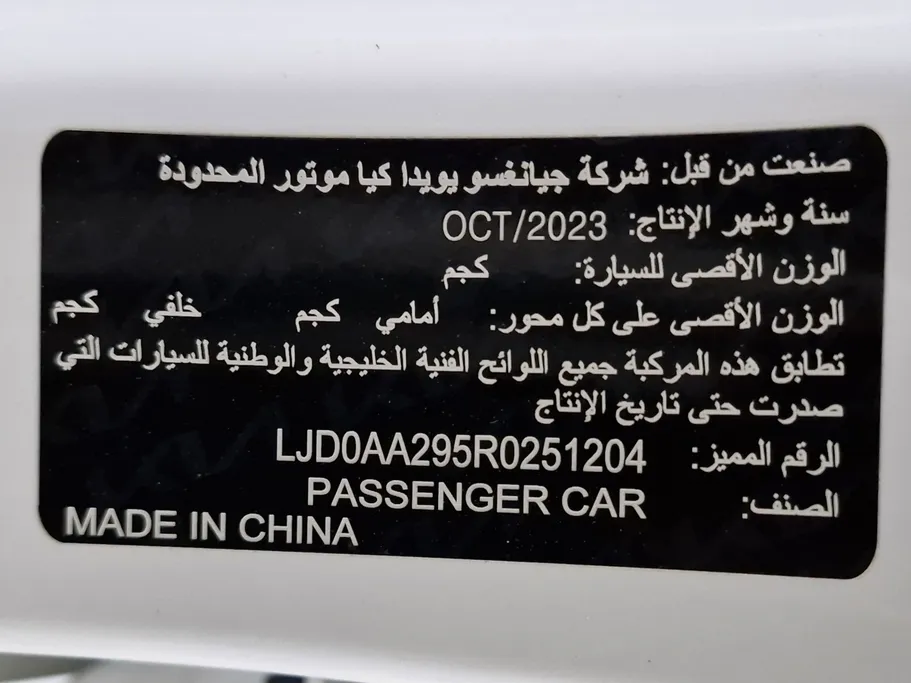 صنعت من قبل: شركة جيانغسو يويدا كيا موتور المحدودة
سنة وشهر الإنتاج: OCT/2023
الوزن الأقصى للسيارة: كجم
الوزن الأقصى على كل محور: أمامي كجم خلفي كجم
تطابق هذه المركبة جميع اللوائح الفنية الخليجية والوطنية للسيارات التي
صدرت حتى تاريخ الإنتاج
الرقم المميز: LJD0AA295R0251204
الصنف: PASSENGER CAR
MADE IN CHINA